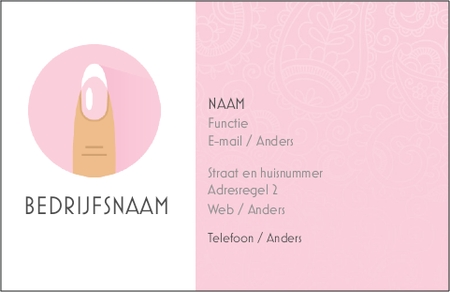 BEDRIJFSNAAM
NAAM
Functie
E-mail / Anders
Straat en huisnummer
Adresregel 2
Web / Anders
Telefoon / Anders